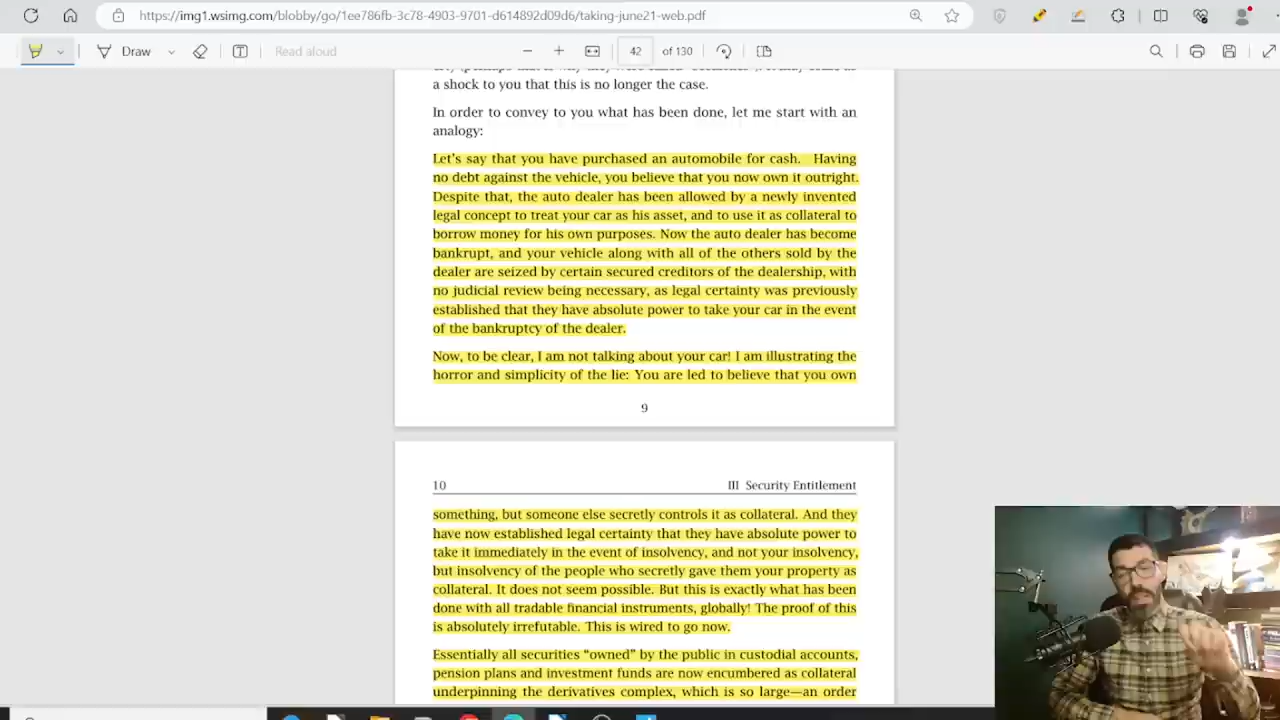 https://img1.wsimg.com/blobby/go/1ee786fb-3c78-4903-9701-d614892d09d6/taking-june21-web.pdf
Draw
Read aloud
42
of 130
a shock to you that this is no longer the case.
In order to convey to you what has been done, let me start with an
analogy:
Let's say that you have purchased an automobile for cash. Having
no debt against the vehicle, you believe that you now own it outright.
Despite that, the auto dealer has been allowed by a newly invented
legal concept to treat your car as his asset, and to use it as collateral to
borrow money for his own purposes. Now the auto dealer has become
bankrupt, and your vehicle along with all of the others sold by the
dealer are seized by certain secured creditors of the dealership, with
no judicial review being necessary, as legal certainty was previously
established that they have absolute power to take your car in the event
of the bankruptcy of the dealer.
Now, to be clear, I am not talking about your car! I am illustrating the
horror and simplicity of the lie: You are led to believe that you own
9
10 III Security Entitlement
something, but someone else secretly controls it as collateral. And they
have now established legal certainty that they have absolute power to
take it immediately in the event of insolvency, and not your insolvency,
but insolvency of the people who secretly gave them your property as
collateral. It does not seem possible. But this is exactly what has been
done with all tradable financial instruments, globally! The proof of this
is absolutely irrefutable. This is wired to go now.
Essentially all securities “owned” by the public in custodial accounts,
pension plans and investment funds are now encumbered as collateral
underpinning the derivatives complex, which is so large—an order